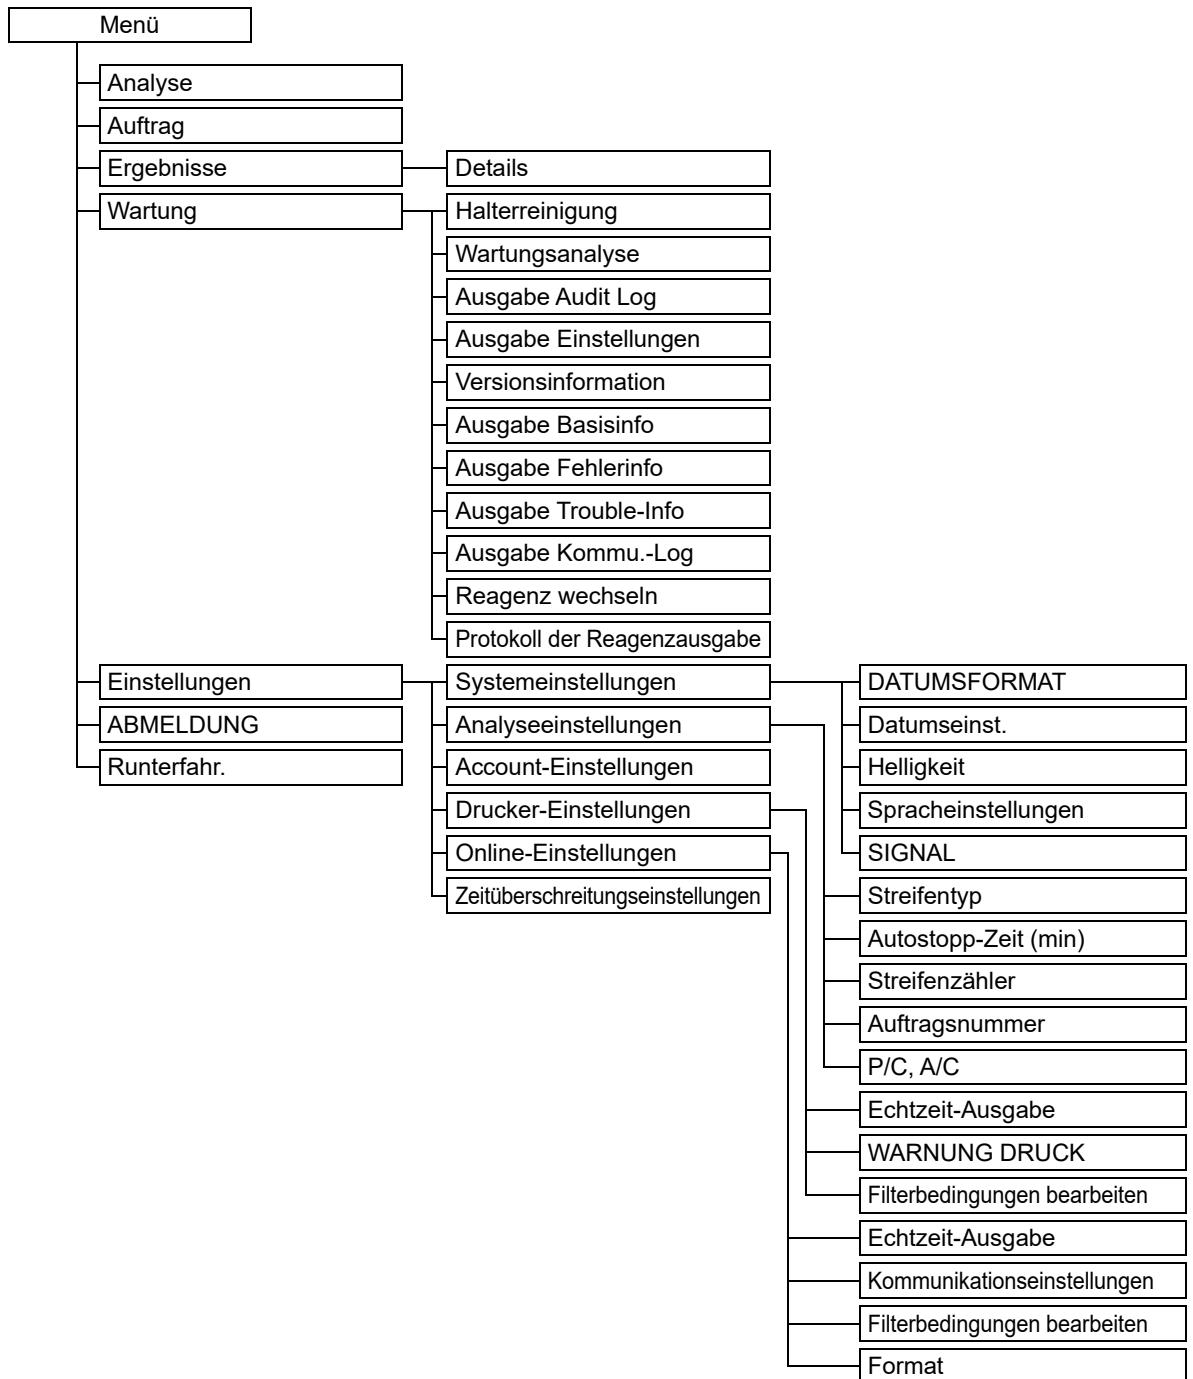 Menü
Analyse
Auftrag
Ergebnisse
Details
Wartung
Halterreinigung
Wartungsanalyse
Ausgabe Audit Log
Ausgabe Einstellungen
Versionsinformation
Ausgabe Basisinfo
Ausgabe Fehlerinfo
Ausgabe Trouble-Info
Ausgabe Kommu.-Log
Reagenz wechseln
Protokoll der Reagenzausgabe
Einstellungen
Systemeinstellungen
DATUMSFORMAT
ABMELDUNG
Analyseeinstellungen
Datumseinst.
Runterfahr.
Account-Einstellungen
Helligkeit
Drucker-Einstellungen
Spracheinstellungen
Online-Einstellungen
SIGNAL
Zeitüberschreitungseinstellungen
Streifentyp
Autostopp-Zeit (min)
Streifenzähler
Auftragsnummer
P/C, A/C
Echtzeit-Ausgabe
WARNUNG DRUCK
Filterbedingungen bearbeiten
Echtzeit-Ausgabe
Kommunikationseinstellungen
Filterbedingungen bearbeiten
Format